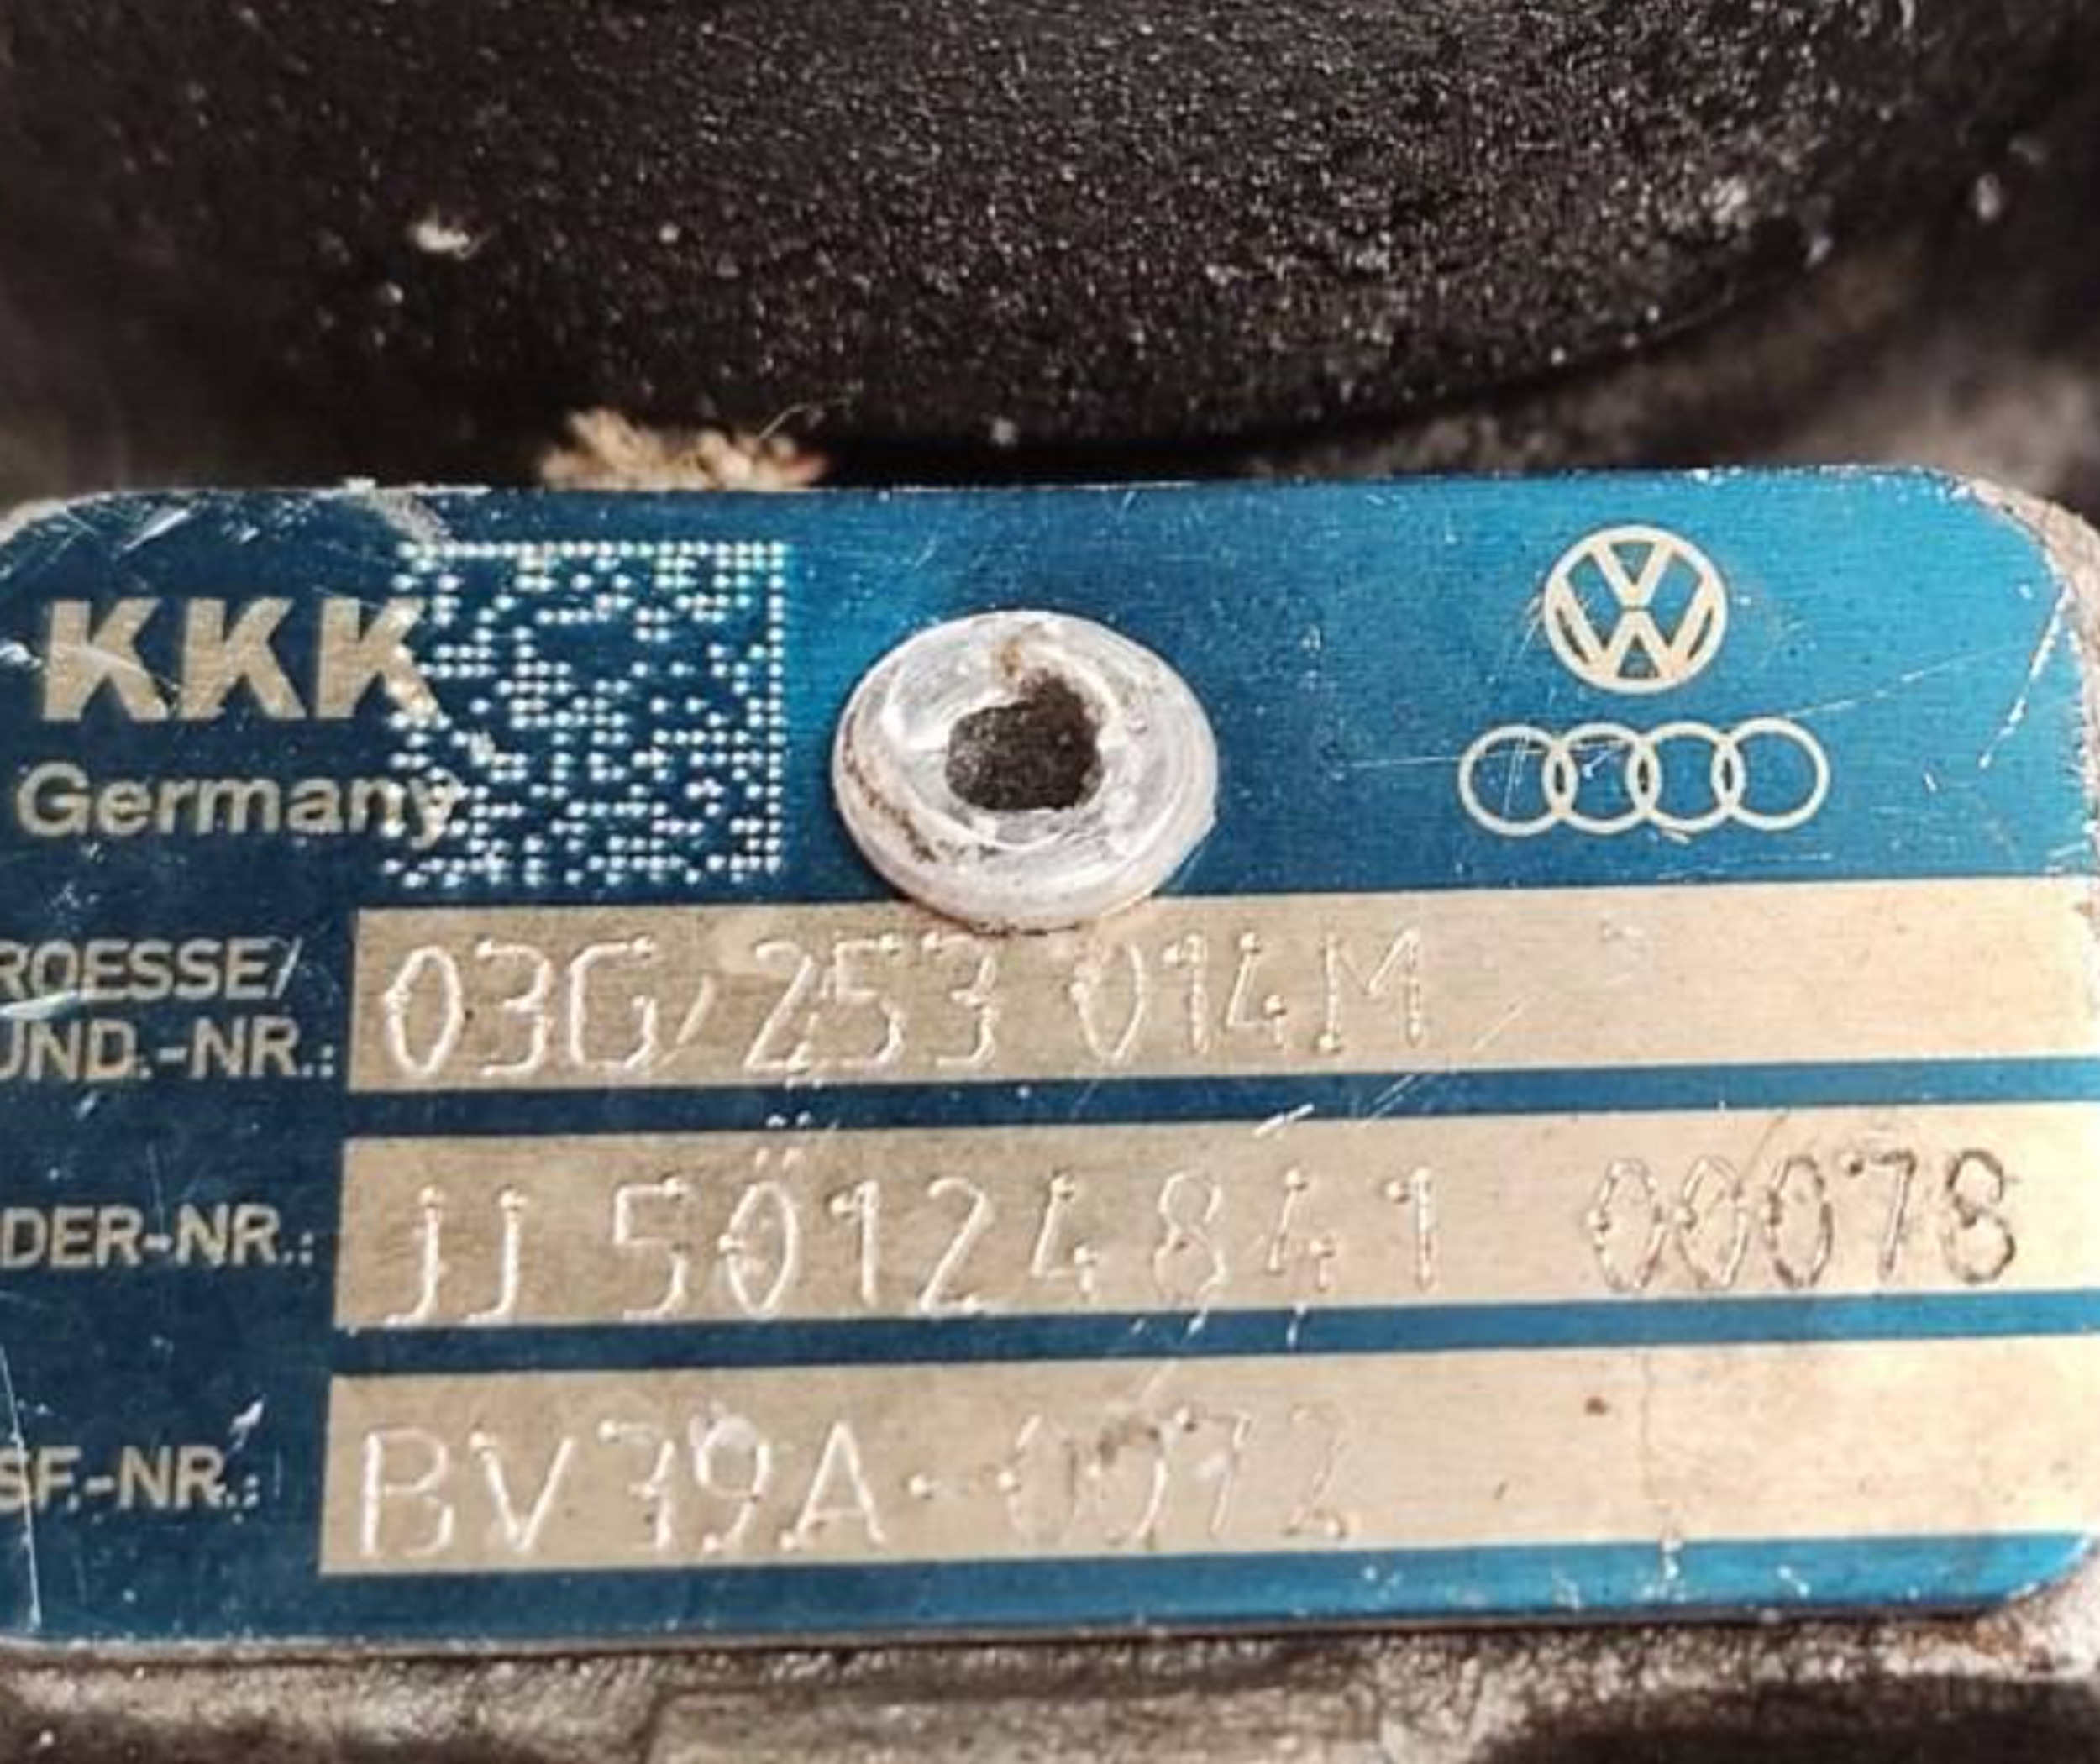 KKK
Germany
ROESSE/
UND.-NR.:
03G 253 014M
DER-NR.:
JJ 50124841 00078
SF.-NR.:
BV39A-0072